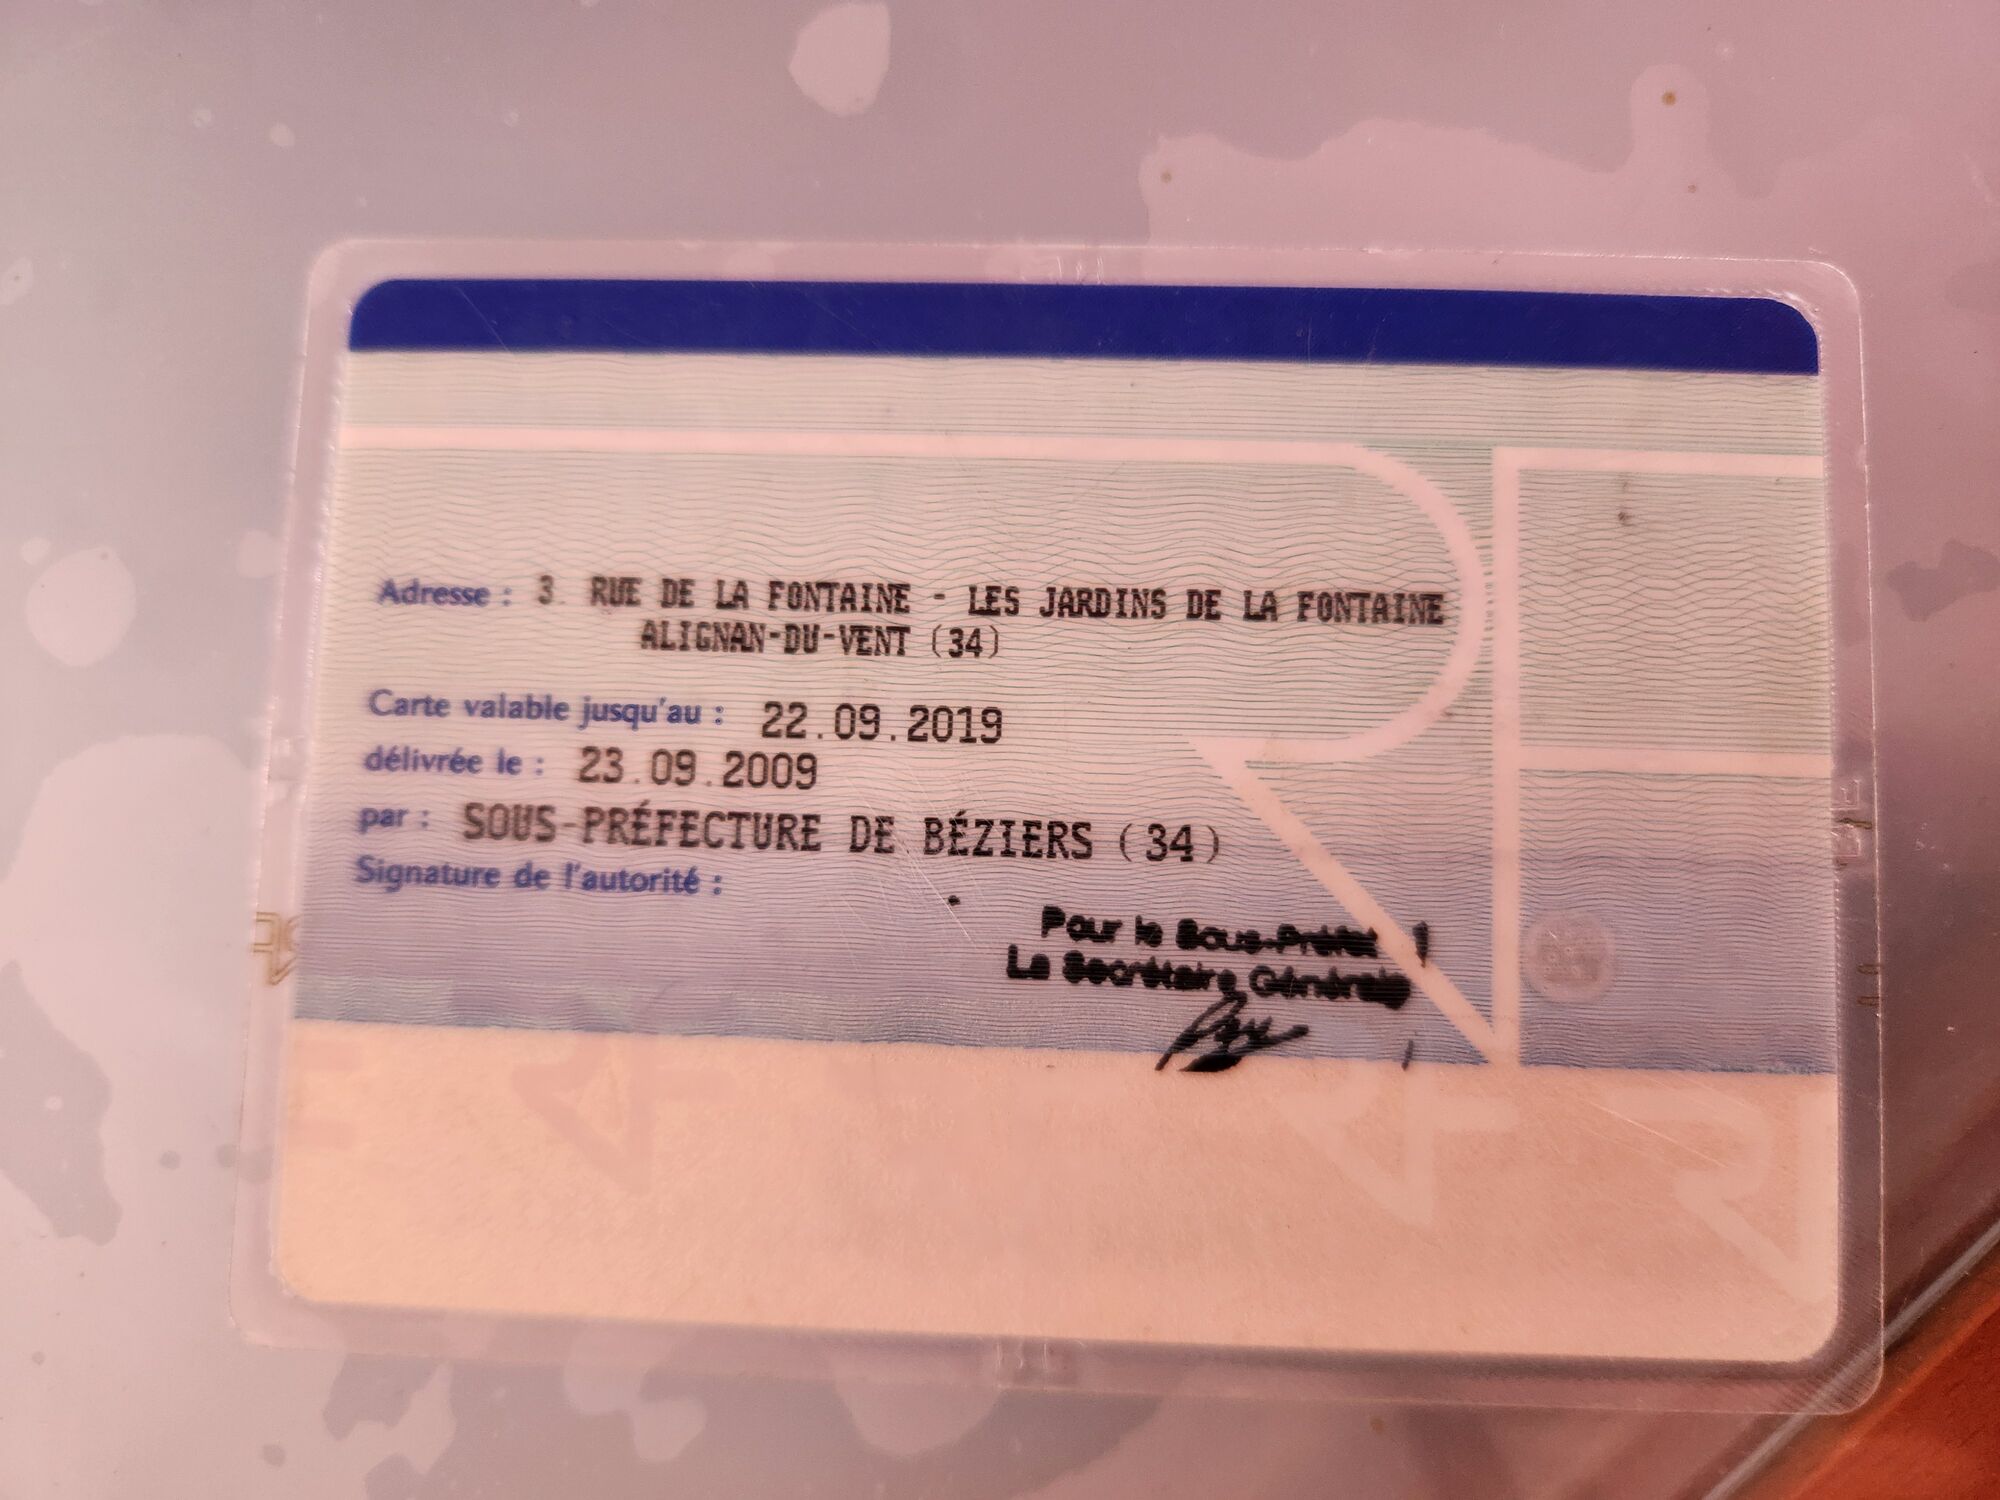 Adresse : 3 RUE DE LA FONTAINE - LES JARDINS DE LA FONTAINE
ALIGNAN-DU-VENT (34)
Carte valable jusqu'au : 22.09.2019
délivrée le : 23.09.2009
par : SOUS-PRÉFECTURE DE BÉZIERS (34)
Signature de l'autorité :
Pour le Sous-Préfet
La Secrétaire Générale
RF